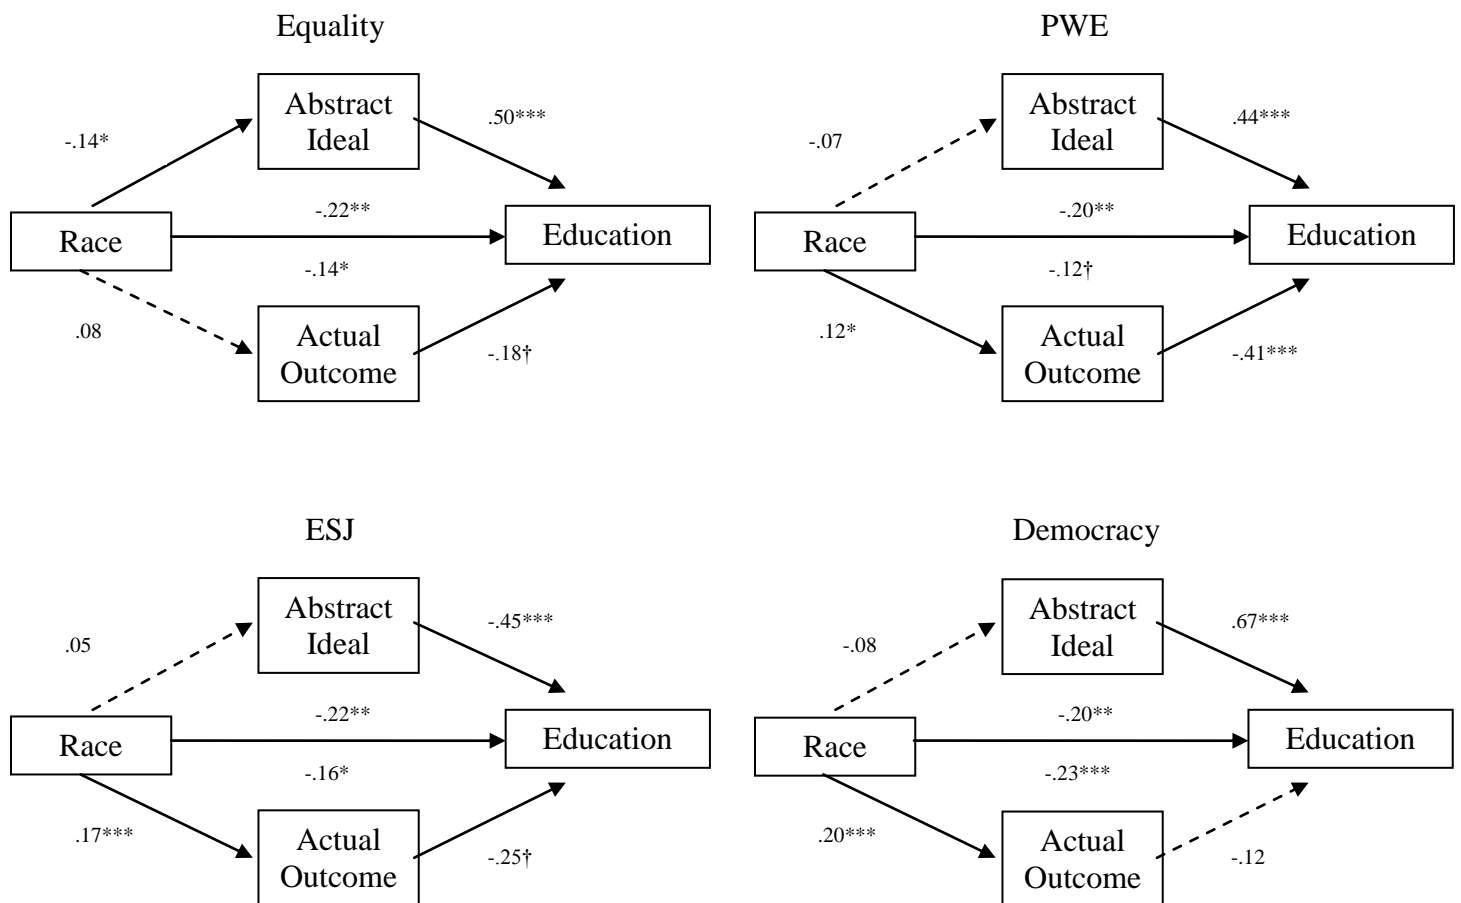 Equality
Abstract
Ideal
-.14*
.50***
-.22**
Race
Education
-.14*
.08
Actual
Outcome
-.18†
PWE
Abstract
Ideal
-.07
.44***
-.20**
Race
Education
-.12†
.12*
Actual
Outcome
-.41***
ESJ
Abstract
Ideal
.05
-.45***
-.22**
Race
Education
-.16*
.17***
Actual
Outcome
-.25†
Democracy
Abstract
Ideal
-.08
.67***
-.20**
Race
Education
-.23***
.20***
Actual
Outcome
-.12